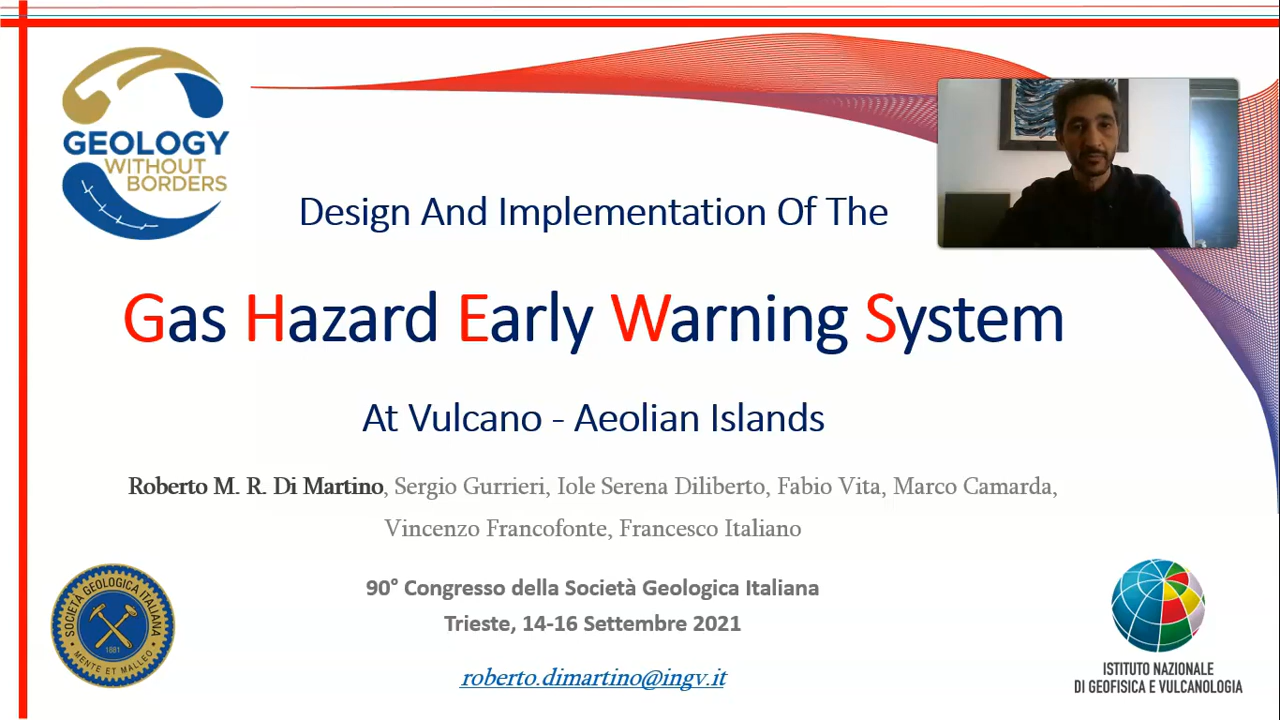 GEOLOGY
WITHOUT
BORDERS
Design And Implementation Of The
Gas Hazard Early Warning System
At Vulcano - Aeolian Islands
Roberto M. R. Di Martino, Sergio Gurrieri, Iole Serena Diliberto, Fabio Vita, Marco Camarda,
Vincenzo Francofonte, Francesco Italiano
90° Congresso della Società Geologica Italiana
Trieste, 14-16 Settembre 2021
roberto.dimartino@ingv.it
SOCIETÀ GEOLOGICA ITALIANA
1881
MENTE ET MALLEO
ISTITUTO NAZIONALE
DI GEOFISICA E VULCANOLOGIA